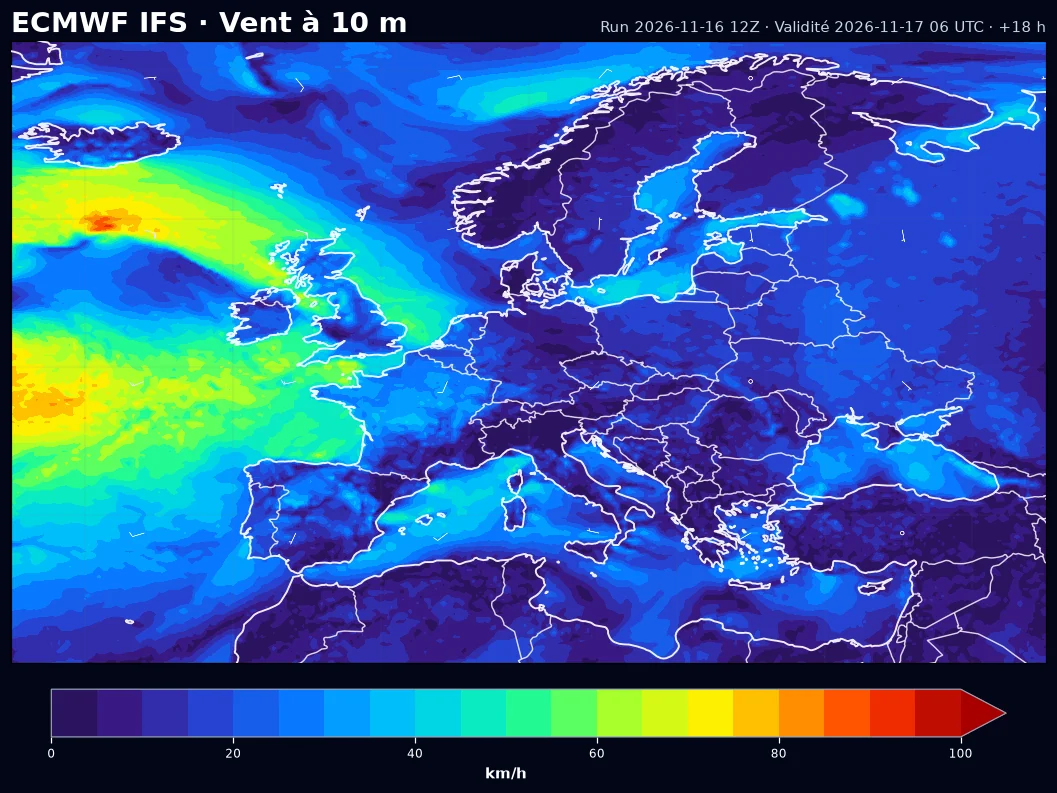 ECMWF IFS · Vent à 10 m
Run 2026-11-16 12Z · Validité 2026-11-17 06 UTC · +18 h
0 20 40 60 80 100
km/h